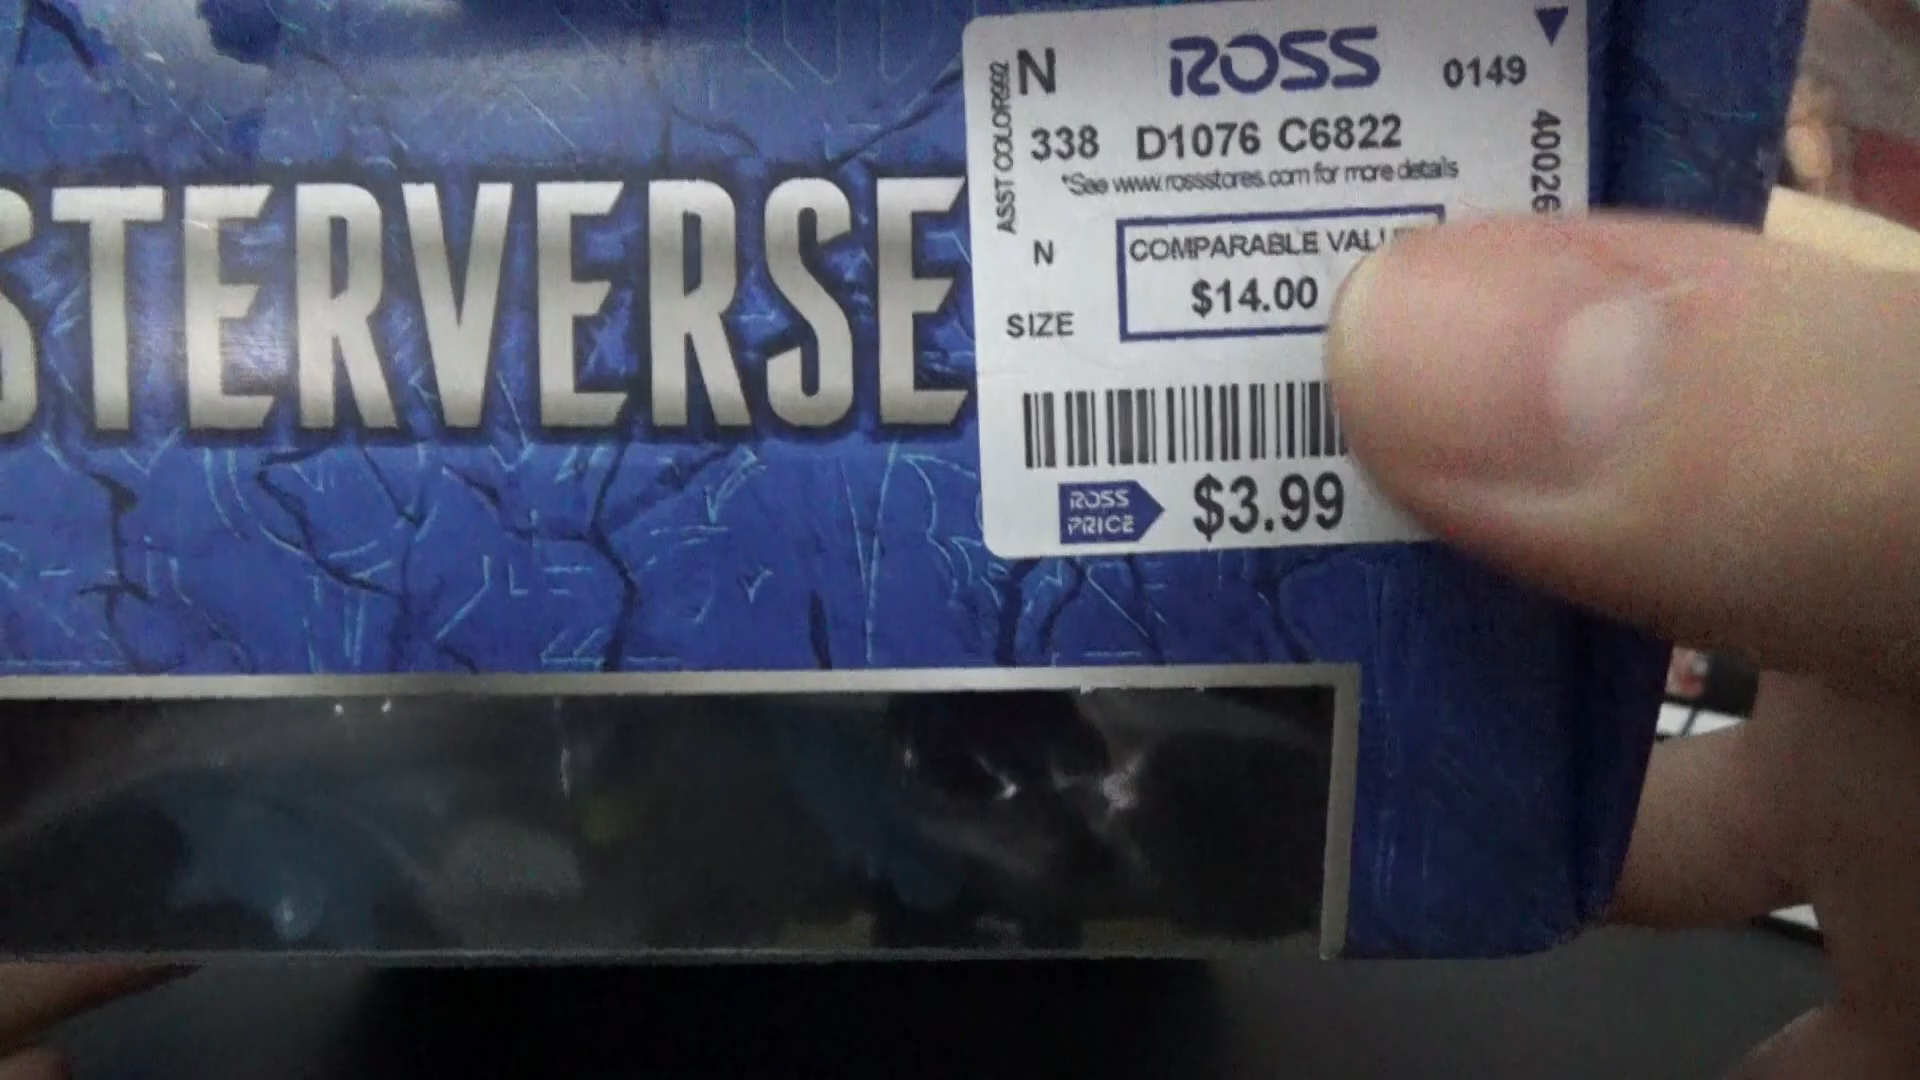 STERVERSE
ASST COLORS
N ROSS 0149
338 D1076 C6822
*See www.rossstores.com for more details
40026
COMPARABLE VALU
N
$14.00
SIZE
ROSS
PRICE
$3.99